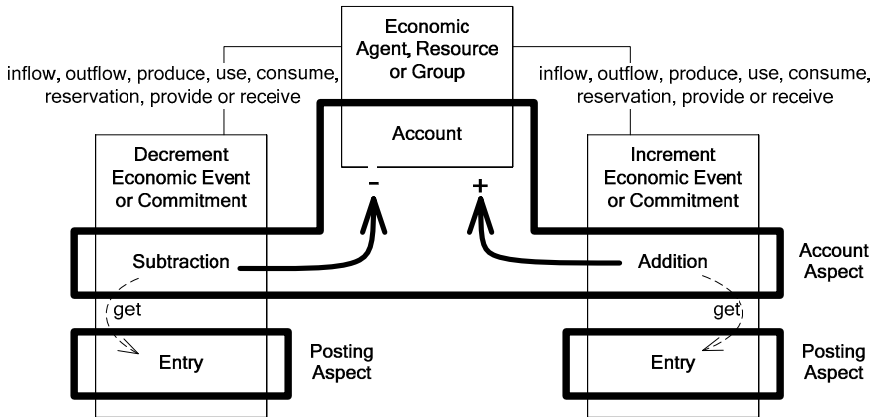 Economic
Agent, Resource
or Group
inflow, outflow, produce, use, consume,
reservation, provide or receive
inflow, outflow, produce, use, consume,
reservation, provide or receive
Account
Decrement
Economic Event
or Commitment
Increment
Economic Event
or Commitment
- +
Subtraction
Addition
Account
Aspect
get
get
Entry
Posting
Aspect
Entry
Posting
Aspect